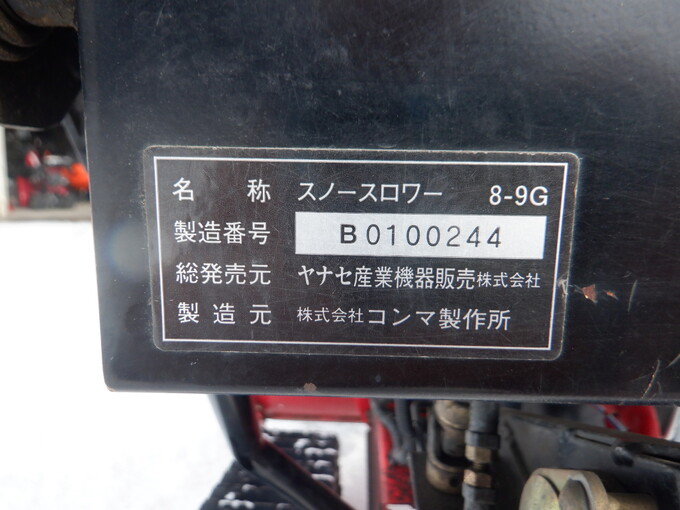 名称 スノースロワー 8-9G
製造番号 B0100244
総発売元 ヤナセ産業機器販売株式会社
製造元 株式会社コンマ製作所